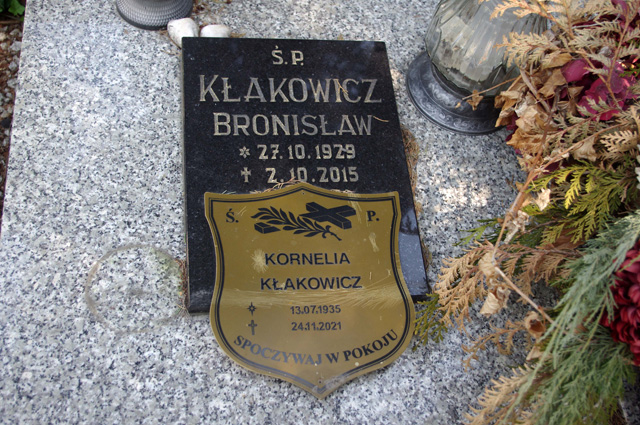 Ś.P.
KŁAKOWICZ
BRONISŁAW
* 27.10.1929
✝ 2.10.2015
Ś. P.
KORNELIA
KŁAKOWICZ
13.07.1935
✝ 24.11.2021
SPOCZYWAJ W POKOJU